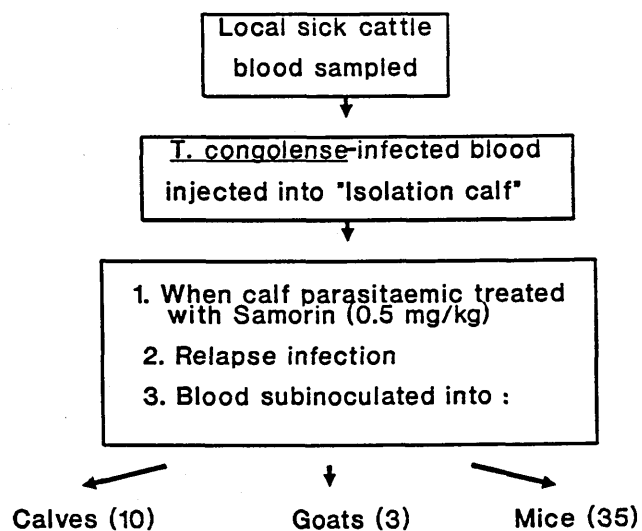 Local sick cattle
blood sampled
T. congolense-infected blood
injected into "Isolation calf"
1. When calf parasitaemic treated
with Samorin (0.5 mg/kg)
2. Relapse infection
3. Blood subinoculated into :
Calves (10) Goats (3) Mice (35)